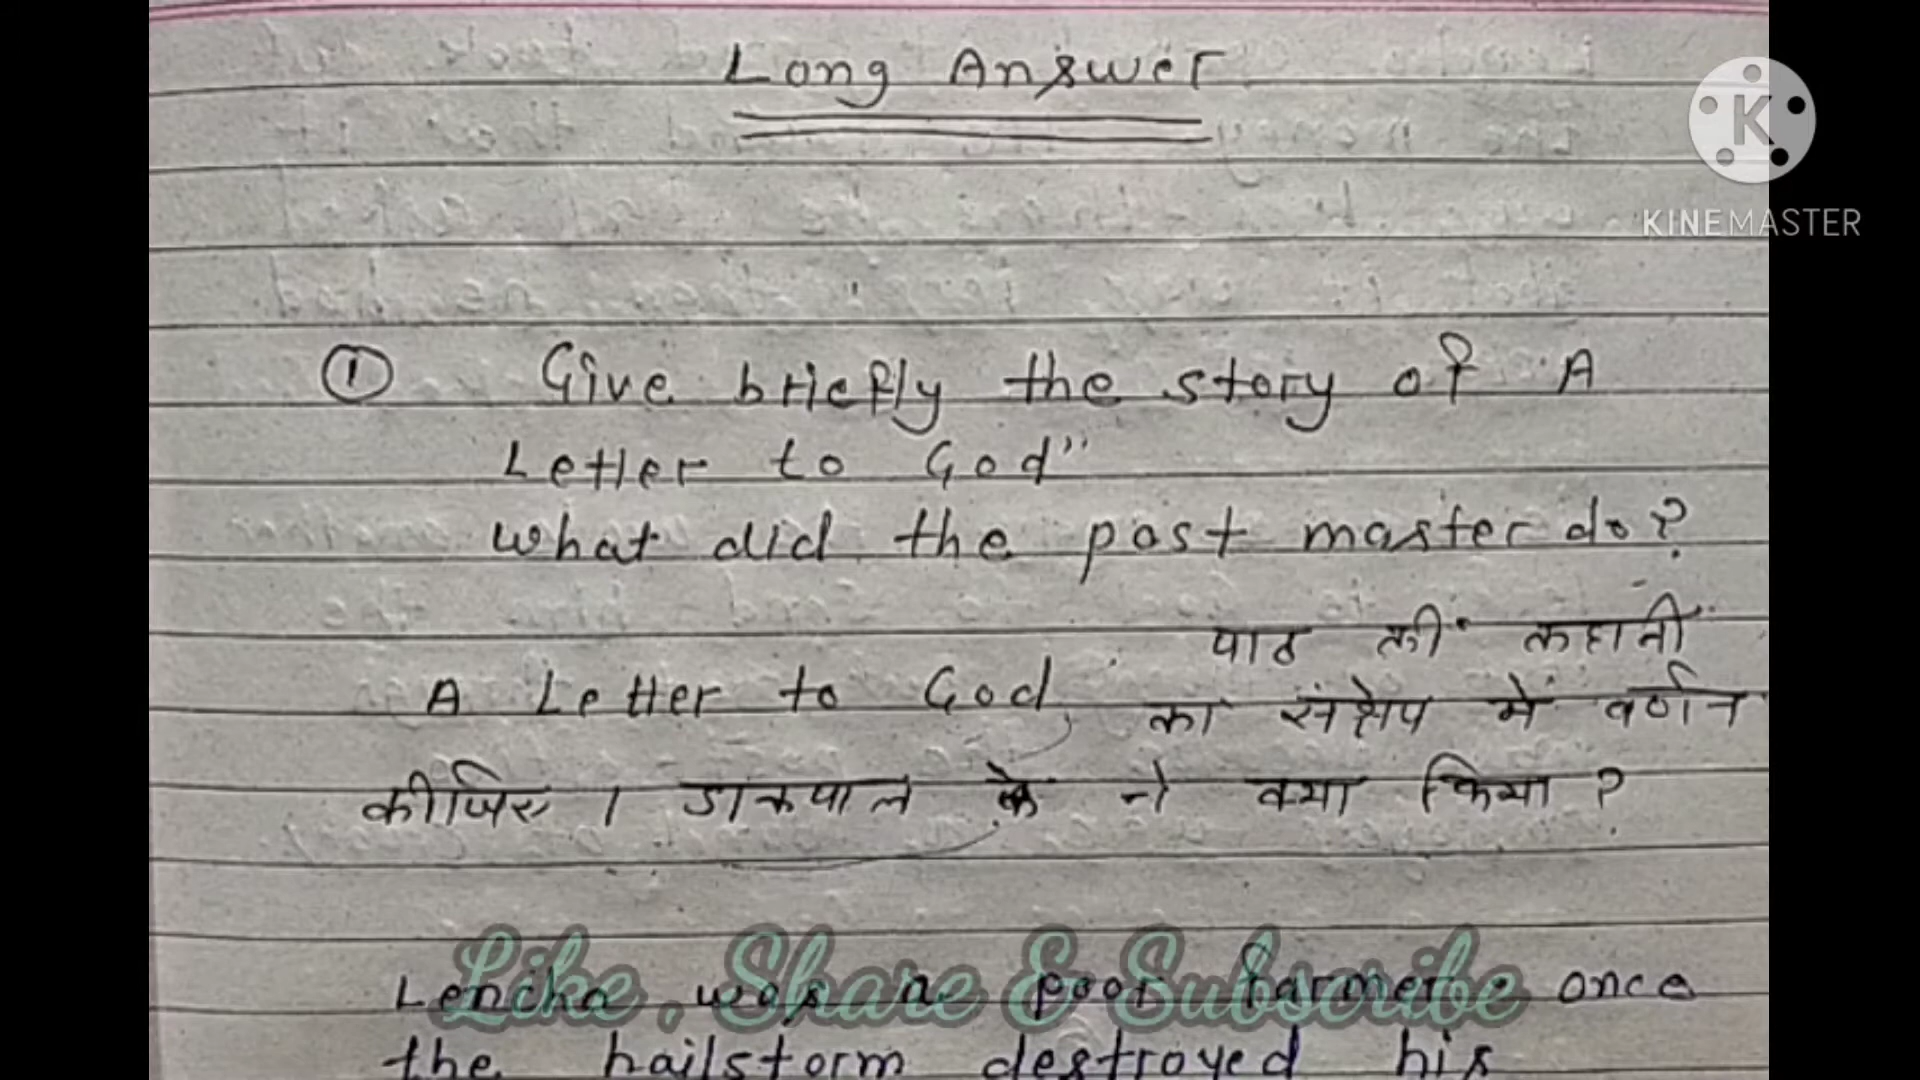 Long Answer
KINEMASTER
① Give briefly the story of A
Letter to God"
What did the post master do?
पाठ की कहानी
A Letter to God, का संक्षेप में वर्णन
कीजिए । डाकपाल के ने क्या किया ?
Like, Share & Subscribe
Lencho was a poor farmer. once
the hailstorm destroyed his